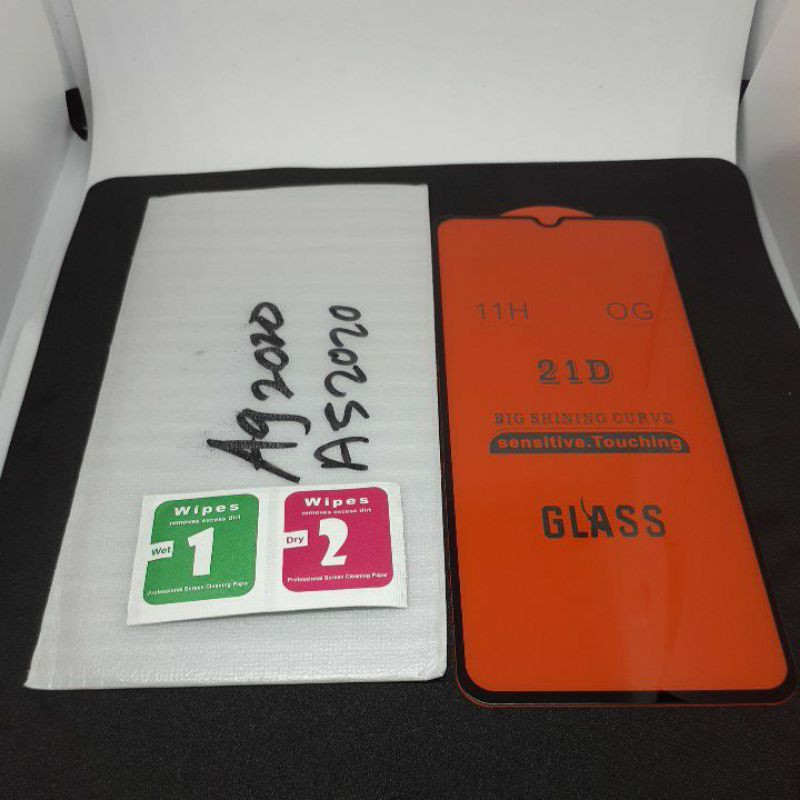 A92020
A52020
Wipes
removes excess dirt
Wet
1
Professional Screen Cleaning Paper
Wipes
removes excess dirt
Dry
2
Professional Screen Cleaning Paper
11H OG
21D
BIG SHINING CURVE
sensitive.Touching
GLASS